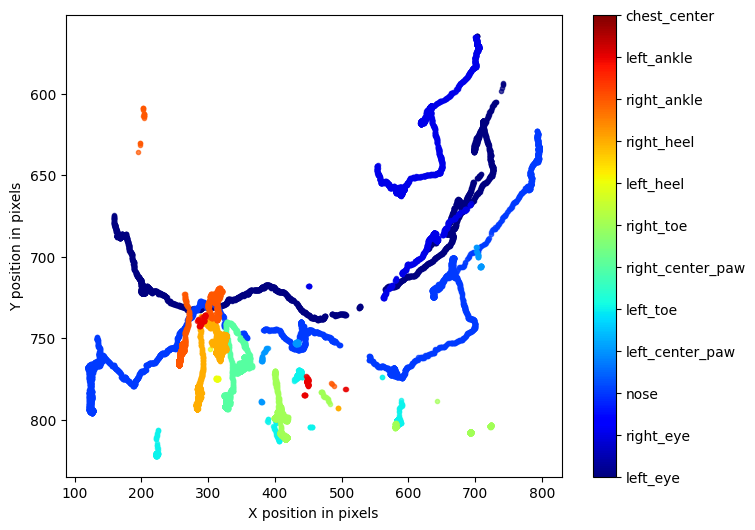 chest_center
left_ankle
right_ankle
right_heel
left_heel
right_toe
right_center_paw
left_toe
left_center_paw
nose
right_eye
left_eye
600
650
700
750
800
Y position in pixels
100 200 300 400 500 600 700 800
X position in pixels